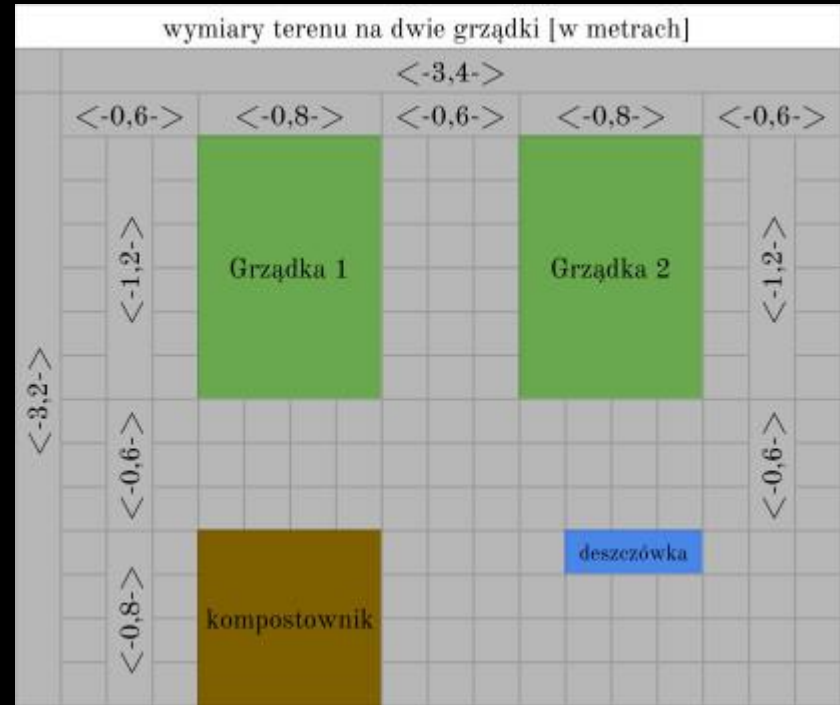 wymiary terenu na dwie grządki [w metrach]
<-3,4->
<-0,6-> <-0,8-> <-0,6-> <-0,8-> <-0,6->
<-3,2->
<-1,2->
Grządka 1
Grządka 2
<-1,2->
<-0,6->
<-0,6->
<-0,8->
kompostownik
deszczówka